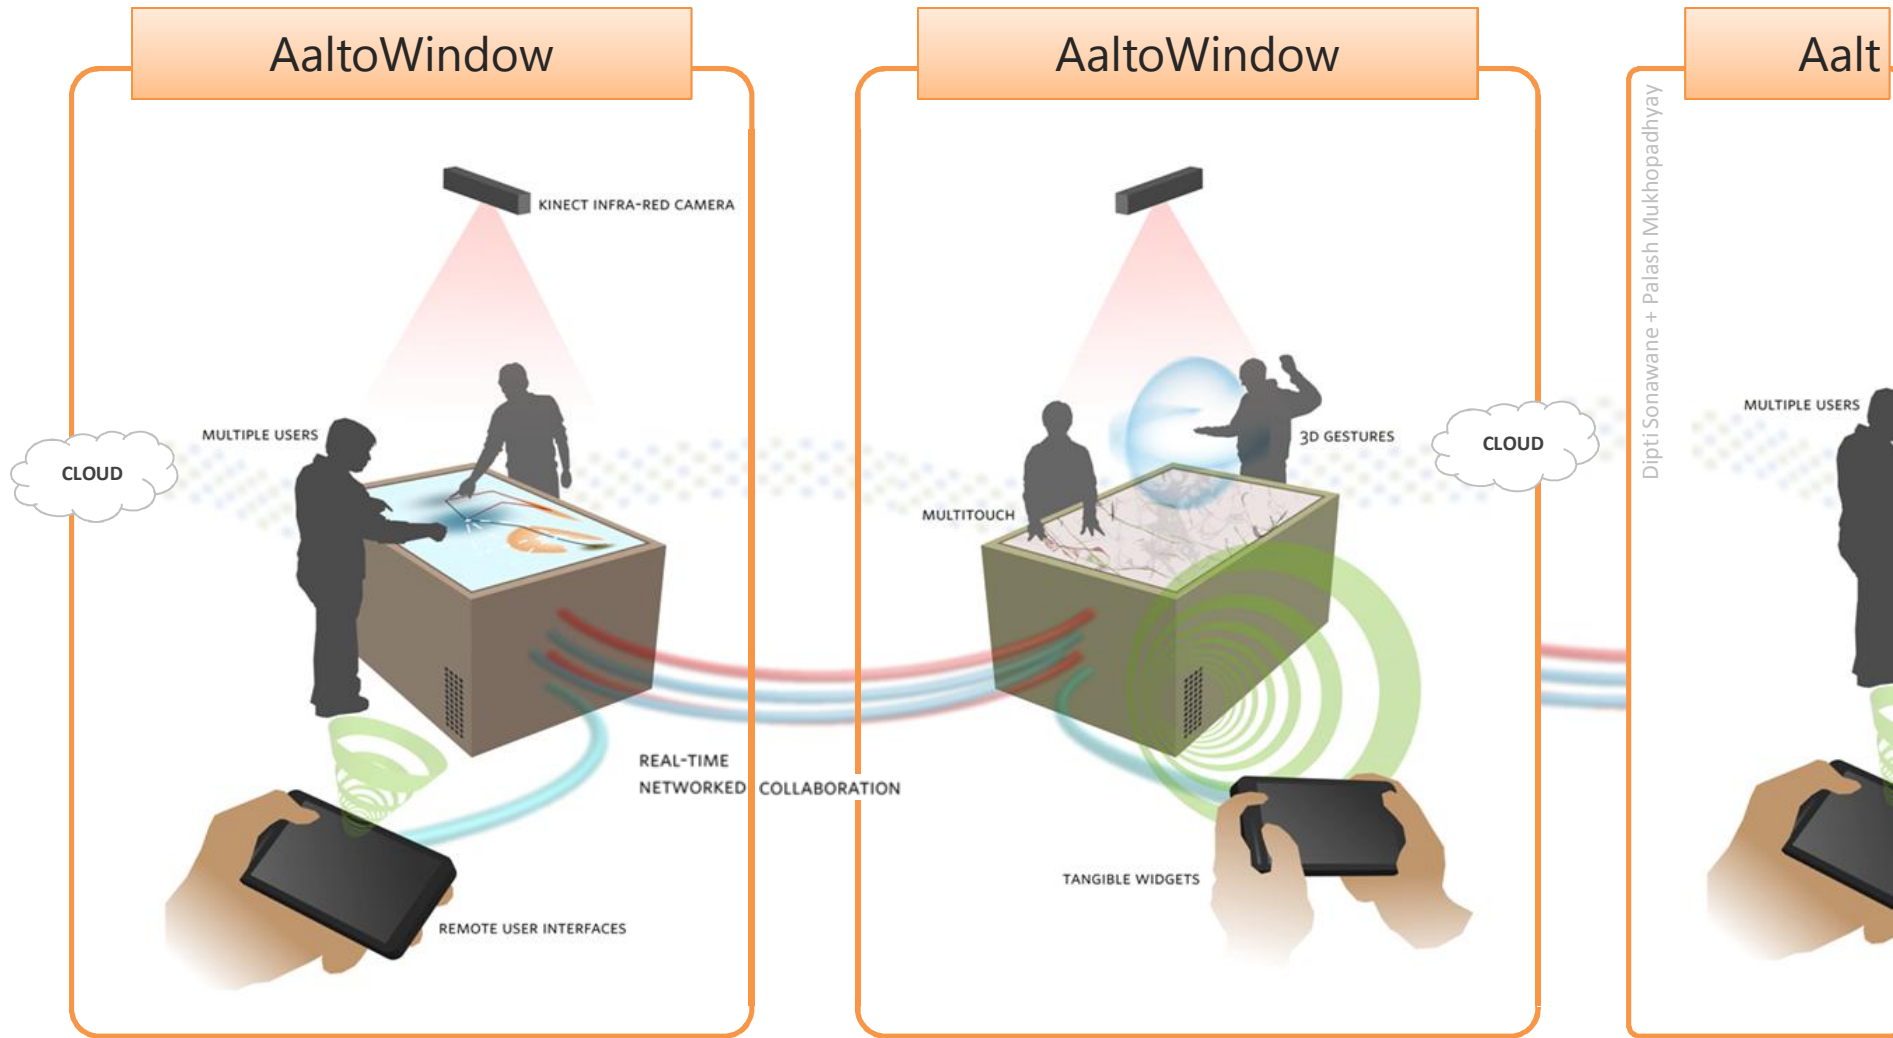 AaltoWindow
AaltoWindow
Aalt
KINECT INFRA-RED CAMERA
MULTIPLE USERS
CLOUD
REAL-TIME
NETWORKED COLLABORATION
REMOTE USER INTERFACES
3D GESTURES
MULTITOUCH
CLOUD
TANGIBLE WIDGETS
Dipti Sonawane + Palash Mukhopadhyay
MULTIPLE USERS